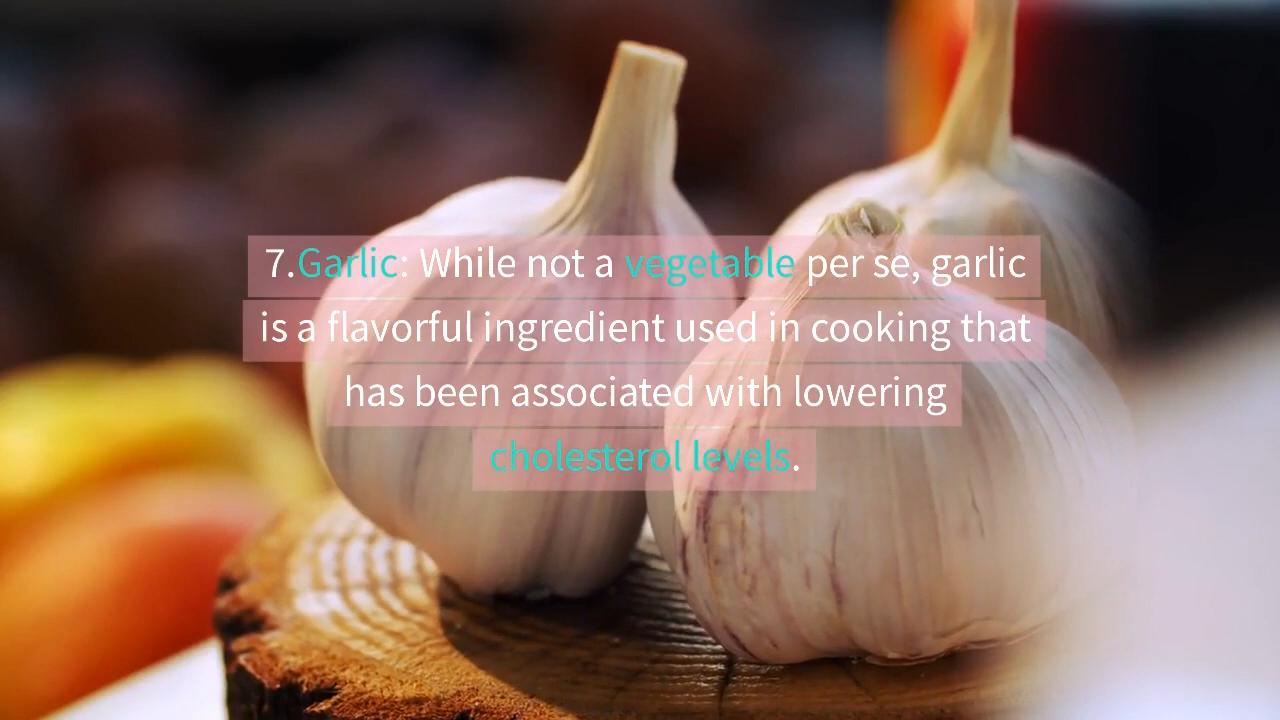 7.Garlic: While not a vegetable per se, garlic
is a flavorful ingredient used in cooking that
has been associated with lowering
cholesterol levels.